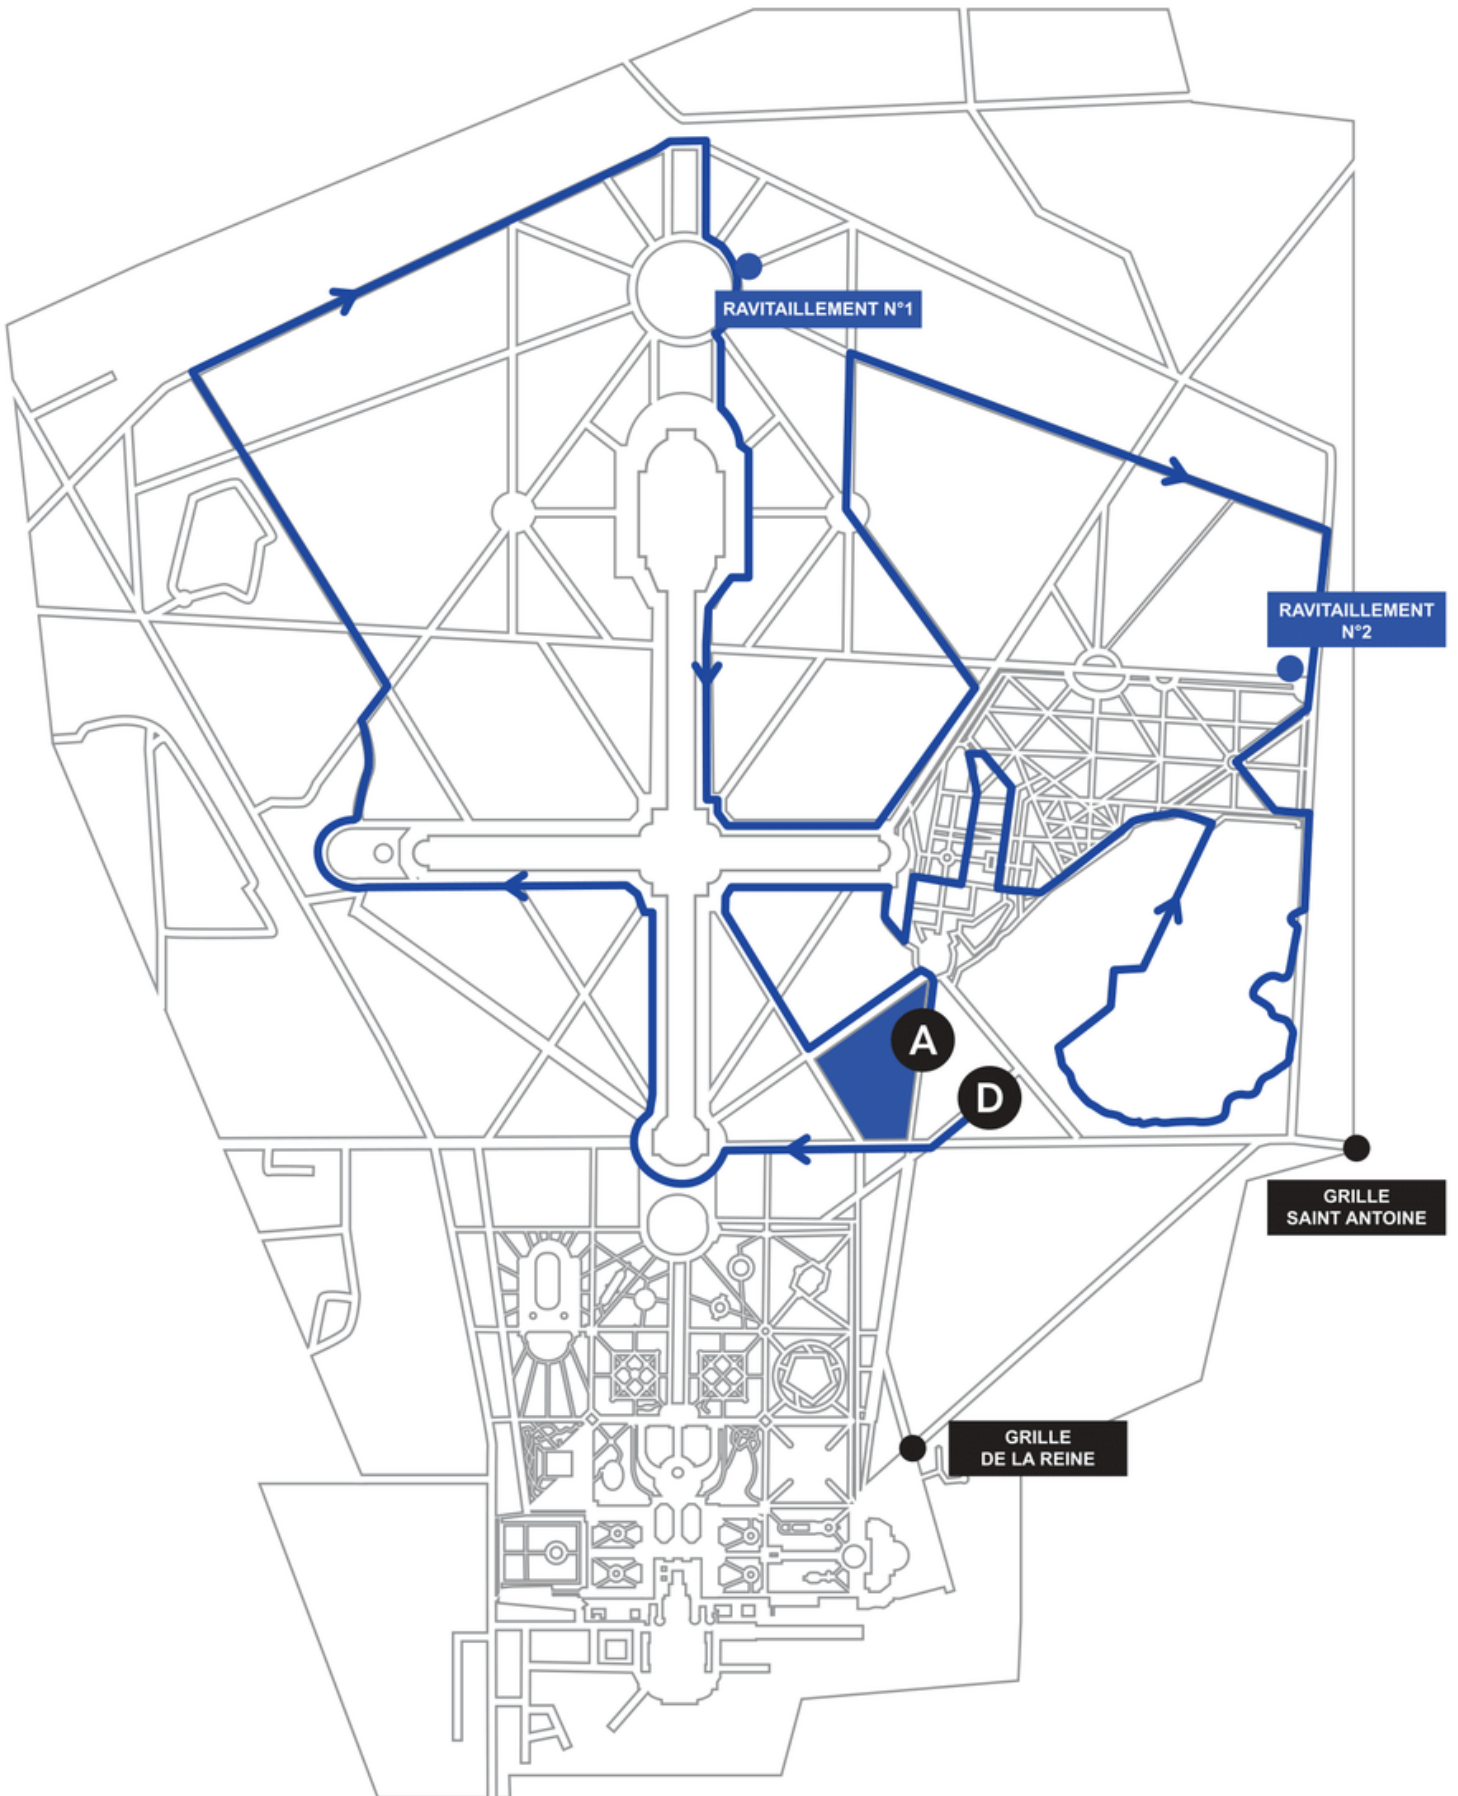 RAVITAILLEMENT N°1
RAVITAILLEMENT
N°2
A
D
GRILLE
SAINT ANTOINE
GRILLE
DE LA REINE